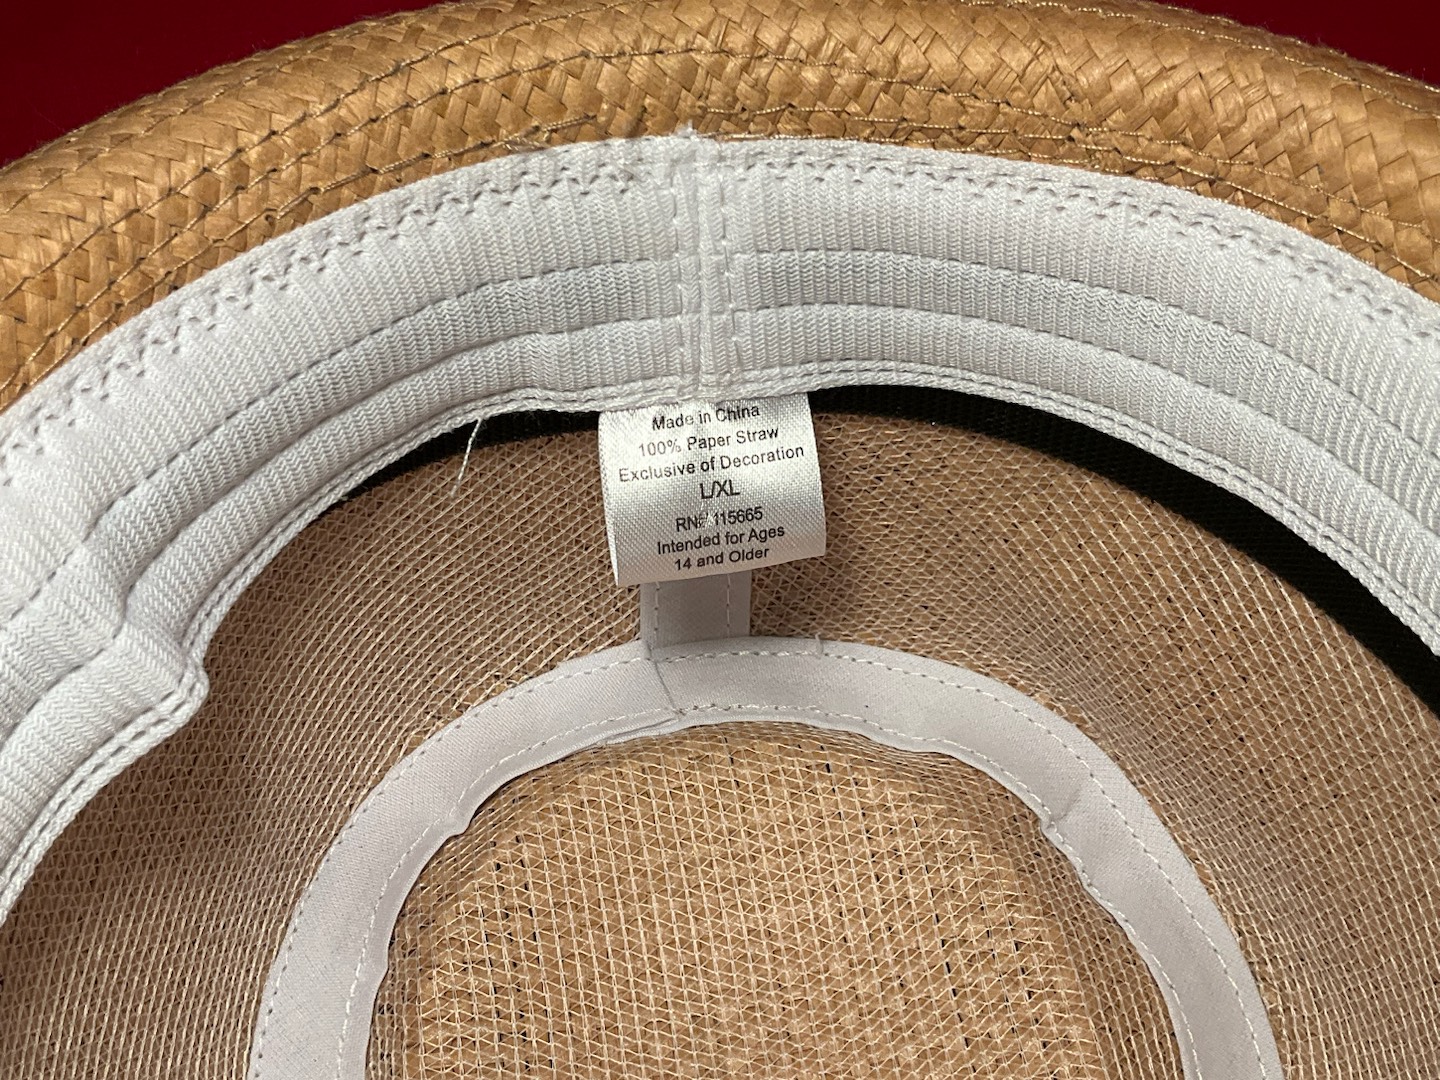 Made in China
100% Paper Straw
Exclusive of Decoration
L/XL
RN# 115665
Intended for Ages
14 and Older